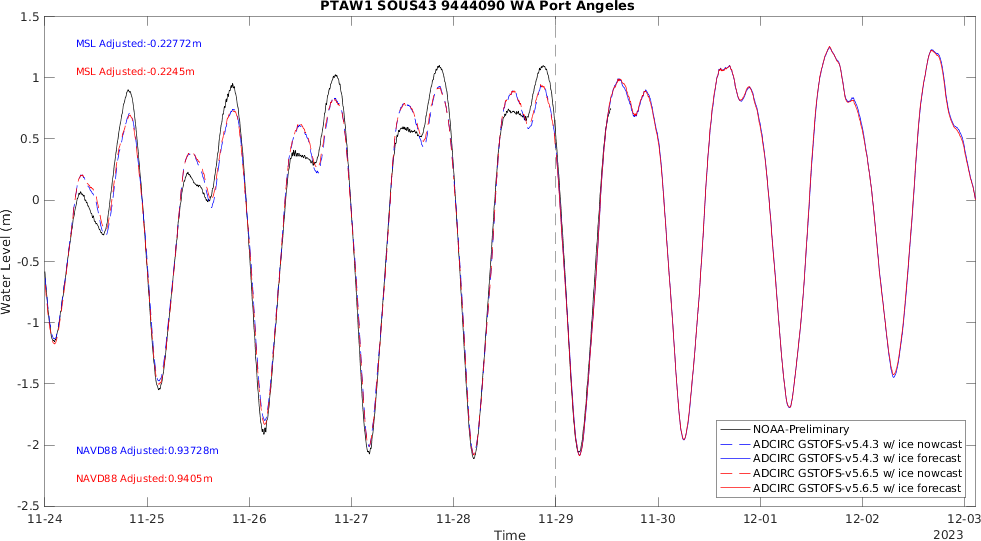 PTAW1 SOUS43 9444090 WA Port Angeles
1.5
1
0.5
0
-0.5
-1
-1.5
-2
-2.5
Water Level (m)
MSL Adjusted:-0.22772m
MSL Adjusted:-0.2245m
NAVD88 Adjusted:0.93728m
NAVD88 Adjusted:0.9405m
NOAA-Preliminary
ADCIRC GSTOFS-v5.4.3 w/ ice nowcast
ADCIRC GSTOFS-v5.4.3 w/ ice forecast
ADCIRC GSTOFS-v5.6.5 w/ ice nowcast
ADCIRC GSTOFS-v5.6.5 w/ ice forecast
11-24 11-25 11-26 11-27 11-28 11-29 11-30 12-01 12-02 12-03
Time
2023